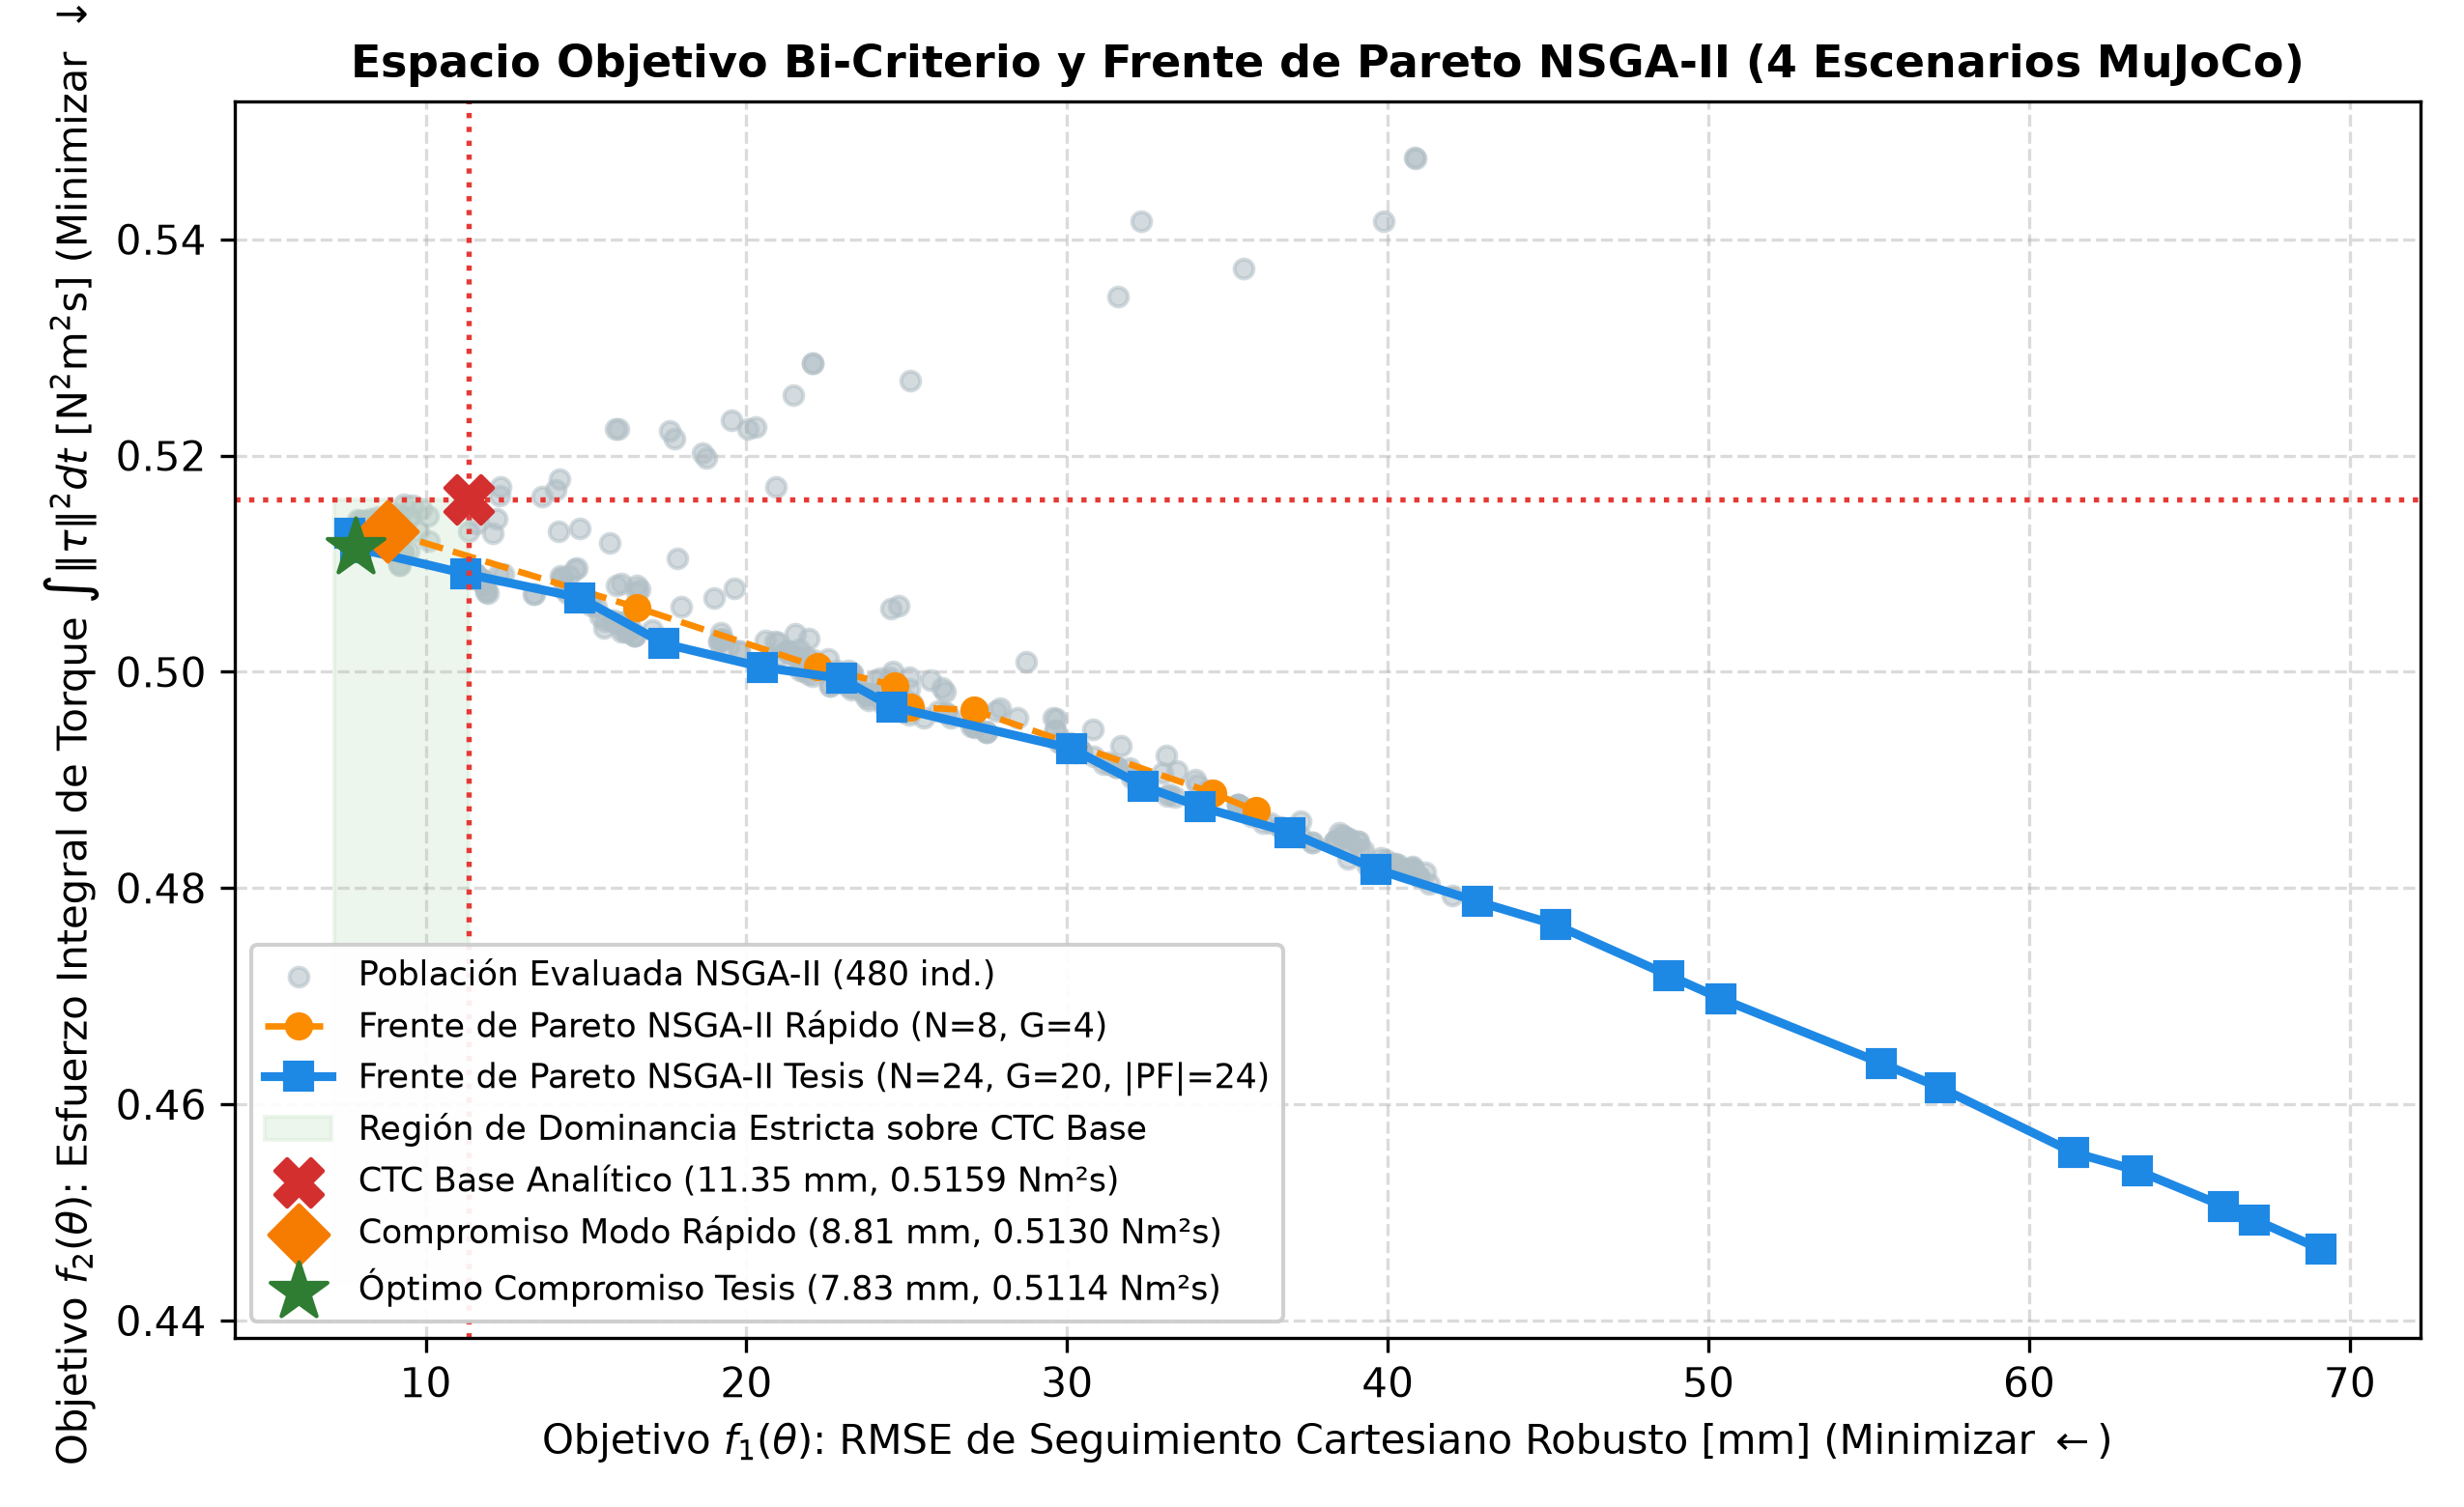 Espacio Objetivo Bi-Criterio y Frente de Pareto NSGA-II (4 Escenarios MuJoCo)
Objetivo f₂(θ): Esfuerzo Integral de Torque ∫‖τ‖²dt [N²m²s] (Minimizar →
0.54
0.52
0.50
0.48
0.46
0.44
Población Evaluada NSGA-II (480 ind.)
Frente de Pareto NSGA-II Rápido (N=8, G=4)
Frente de Pareto NSGA-II Tesis (N=24, G=20, |PF|=24)
Región de Dominancia Estricta sobre CTC Base
CTC Base Analítico (11.35 mm, 0.5159 Nm²s)
Compromiso Modo Rápido (8.81 mm, 0.5130 Nm²s)
Óptimo Compromiso Tesis (7.83 mm, 0.5114 Nm²s)
10 20 30 40 50 60 70
Objetivo f₁(θ): RMSE de Seguimiento Cartesiano Robusto [mm] (Minimizar ←)